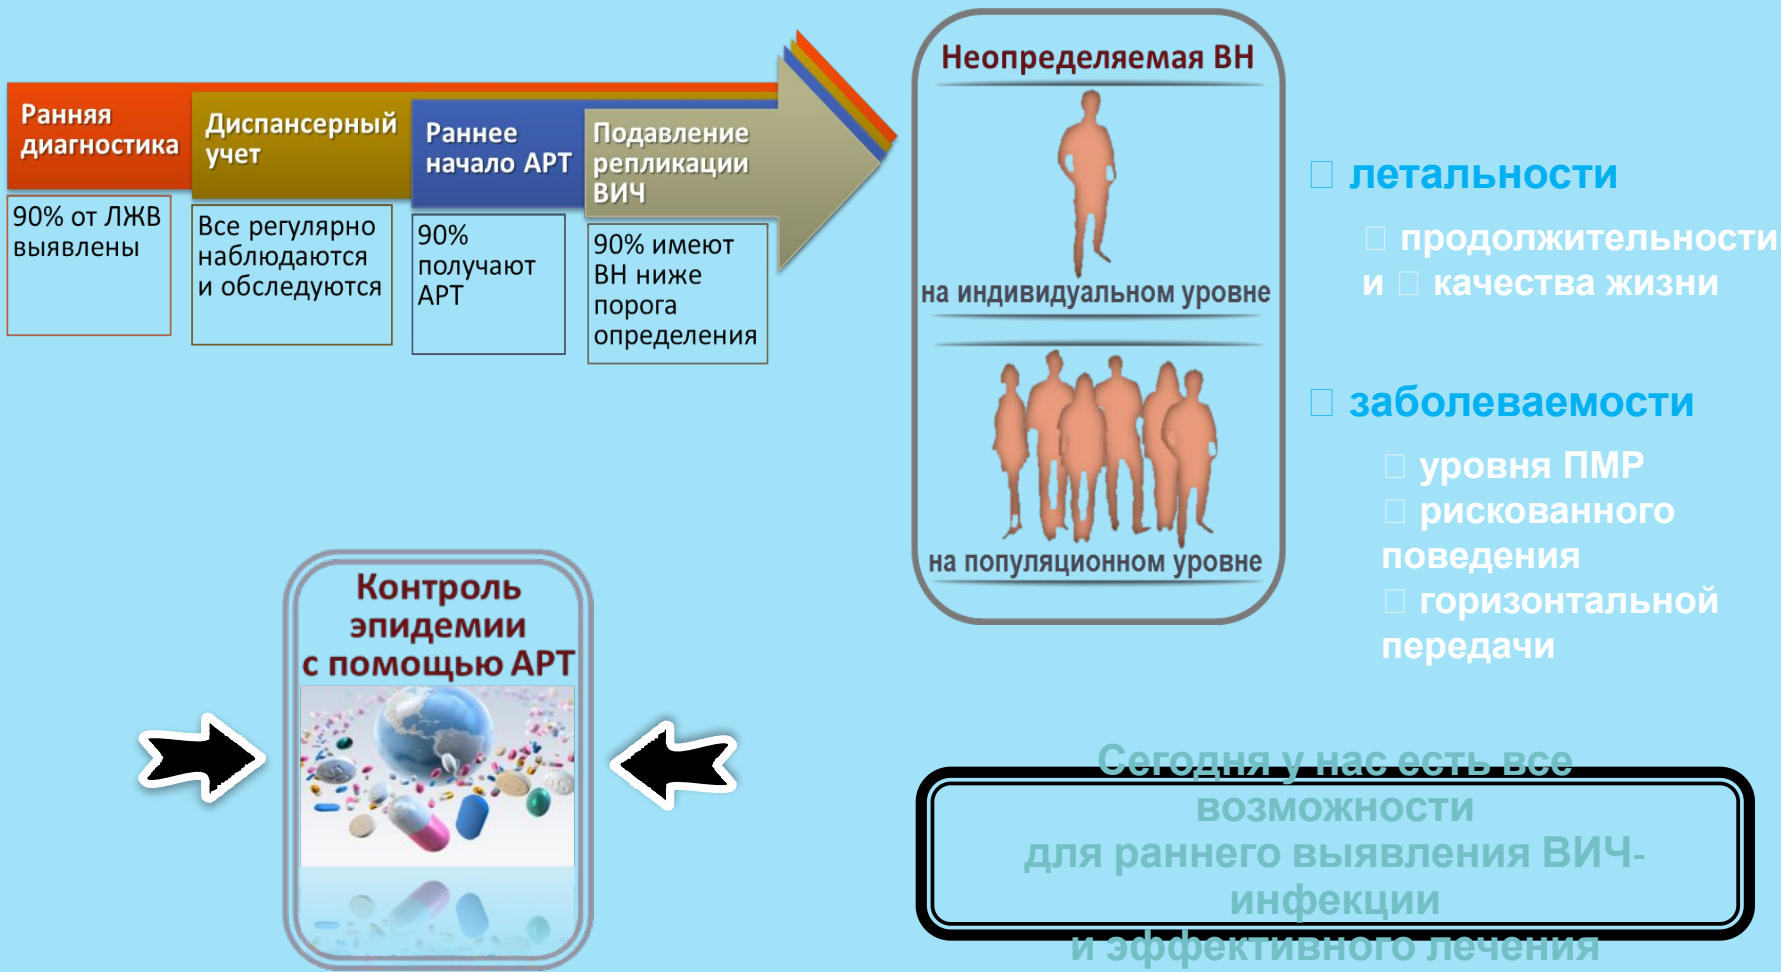 Ранняя
диагностика
Диспансерный
учет
Раннее
начало АРТ
Подавление
репликации
ВИЧ
90% от ЛЖВ
выявлены
Все регулярно
наблюдаются
и обследуются
90%
получают
АРТ
90% имеют
ВН ниже
порога
определения
Неопределяемая ВН
на индивидуальном уровне
на популяционном уровне
□ летальности
□ продолжительности
и □ качества жизни
□ заболеваемости
□ уровня ПМР
□ рискованного
поведения
□ горизонтальной
передачи
Контроль
эпидемии
с помощью АРТ
Сегодня у нас есть все
возможности
для раннего выявления ВИЧ-
инфекции
и эффективного лечения